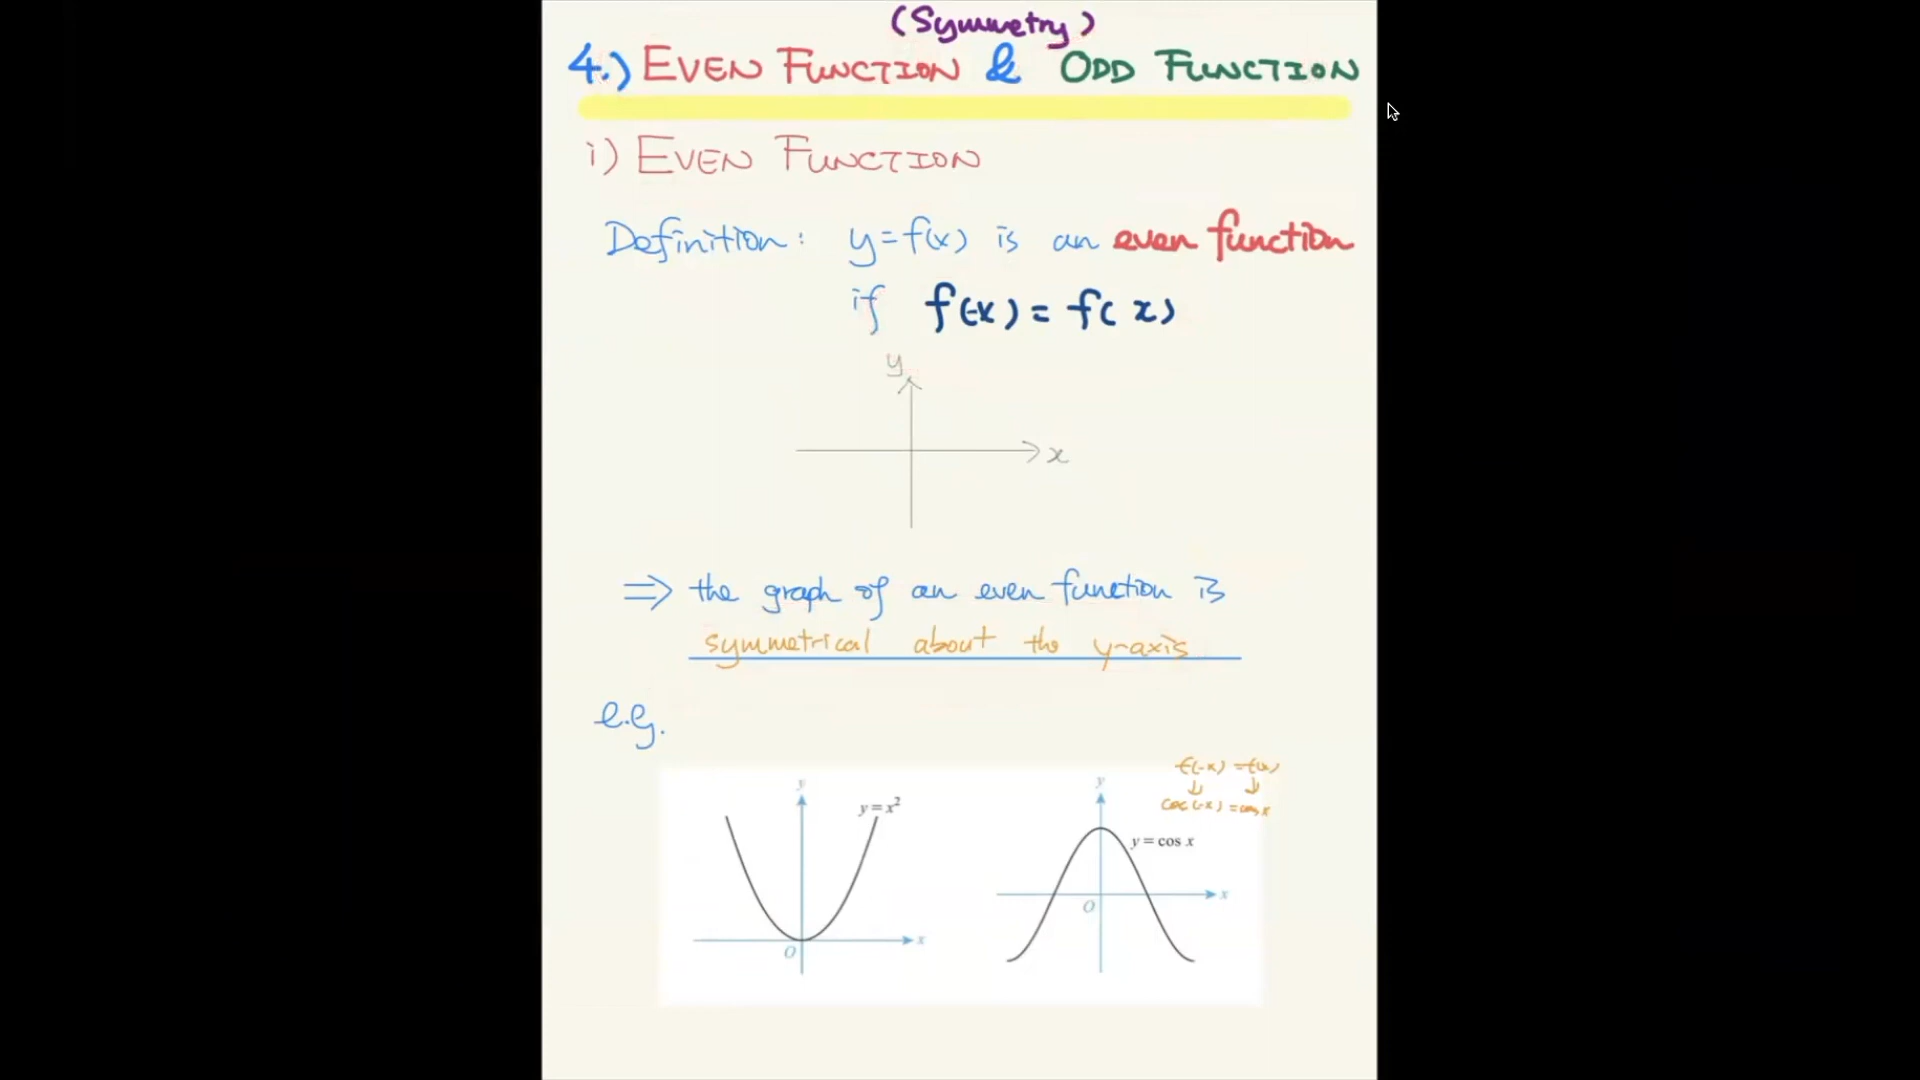 (Symmetry)
4.) EVEN FUNCTION & ODD FUNCTION
i) EVEN FUNCTION
Definition: y=f(x) is an even function
if f(-x) = f( x)
y
x
⇒ the graph of an even function is
symmetrical about the y-axis
e.g.
y
y = x²
x
O
f(-x) = f(x)
↓ ↓
cos(-x) = cos x
y
y = cos x
x
O